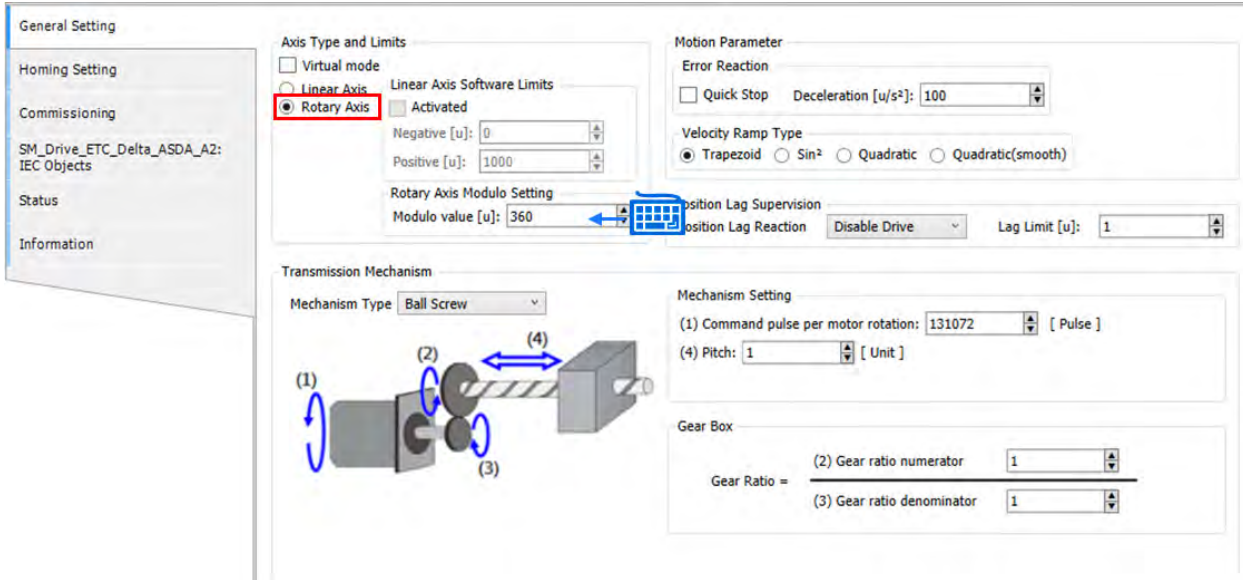 General Setting
Homing Setting
Commissioning
SM_Drive_ETC_Delta_ASDA_A2:
IEC Objects
Status
Information
Axis Type and Limits
Virtual mode
Linear Axis
Rotary Axis
Linear Axis Software Limits
Activated
Negative [u]: 0
Positive [u]: 1000
Rotary Axis Modulo Setting
Modulo value [u]: 360
Motion Parameter
Error Reaction
Quick Stop Deceleration [u/s²]: 100
Velocity Ramp Type
Trapezoid Sin² Quadratic Quadratic(smooth)
osition Lag Supervision
osition Lag Reaction Disable Drive Lag Limit [u]: 1
Transmission Mechanism
Mechanism Type Ball Screw
(1)
(2)
(4)
(3)
Mechanism Setting
(1) Command pulse per motor rotation: 131072 [ Pulse ]
(4) Pitch: 1 [ Unit ]
Gear Box
Gear Ratio =
(2) Gear ratio numerator 1
(3) Gear ratio denominator 1